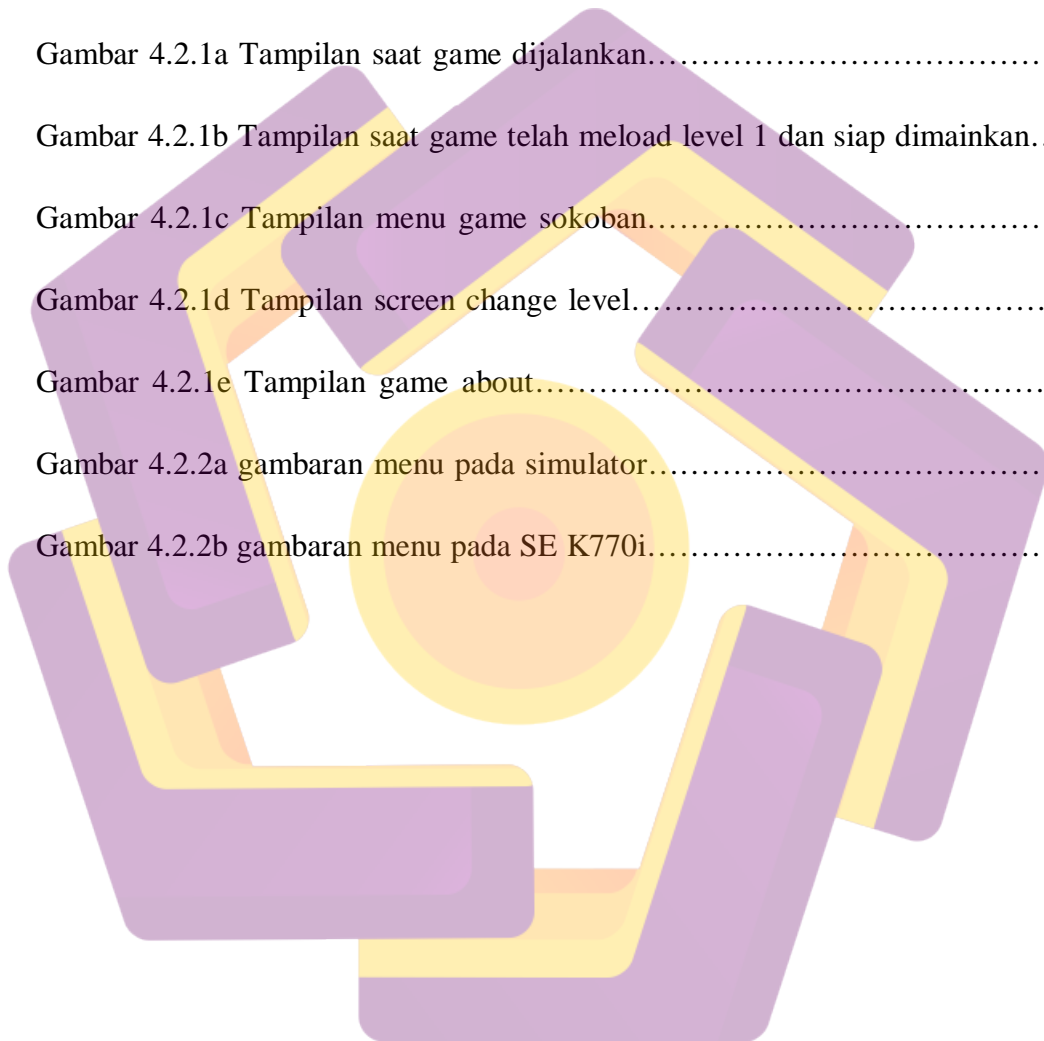 Gambar 4.2.1a Tampilan saat game dijalankan……………………………….
Gambar 4.2.1b Tampilan saat game telah meload level 1 dan siap dimainkan..
Gambar 4.2.1c Tampilan menu game sokoban……………………………….
Gambar 4.2.1d Tampilan screen change level…………………………………
Gambar 4.2.1e Tampilan game about…………………………………………
Gambar 4.2.2a gambaran menu pada simulator……………………………….
Gambar 4.2.2b gambaran menu pada SE K770i……………………………….